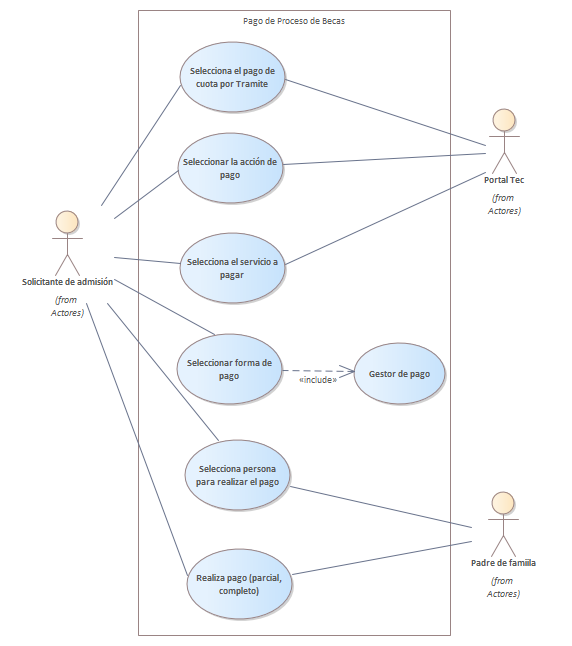 Pago de Proceso de Becas
Selecciona el pago de
cuota por Tramite
Seleccionar la acción de
pago
Portal Tec
(from
Actores)
Selecciona el servicio a
pagar
Solicitante de admisión
(from
Actores)
Seleccionar forma de
pago
«include»
Gestor de pago
Selecciona persona
para realizar el pago
Padre de famiila
(from
Actores)
Realiza pago (parcial,
completo)